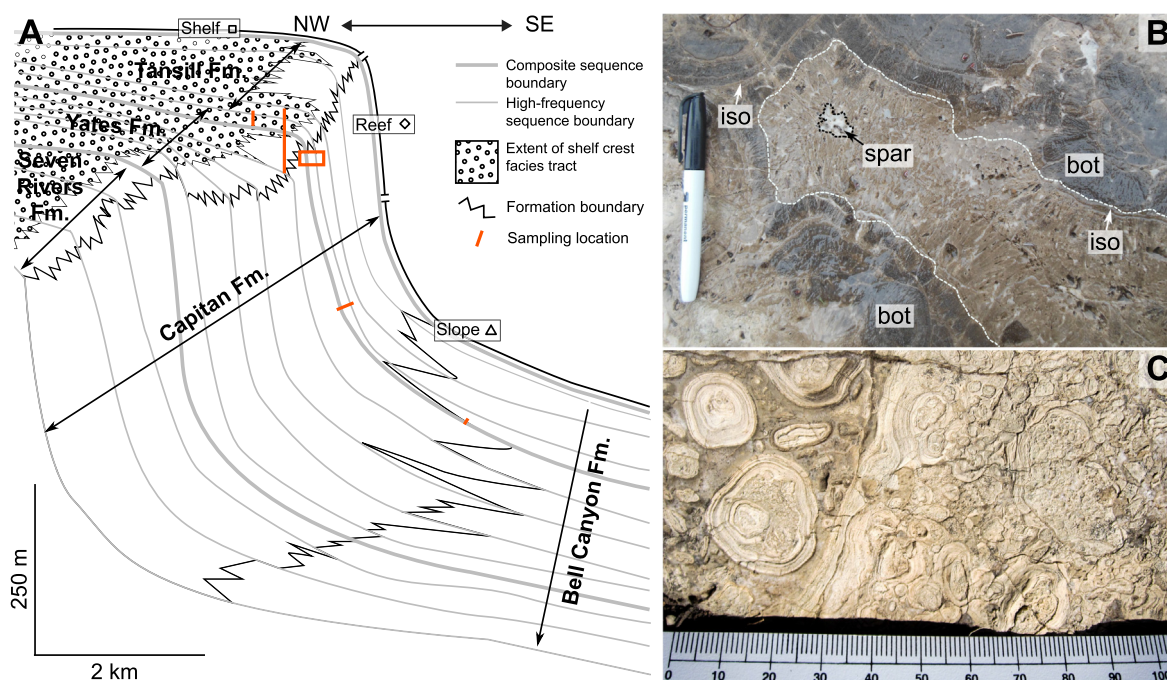 A
Shelf
NW
SE
Tansill Fm.
Yates Fm.
Seven
Rivers
Fm.
Reef
Capitan Fm.
Slope
Bell Canyon Fm.
250 m
2 km
Composite sequence
boundary
High-frequency
sequence boundary
Extent of shelf crest
facies tract
Formation boundary
Sampling location
B
iso
spar
bot
iso
bot
C
0 10 20 30 40 50 60 70 80 90 100